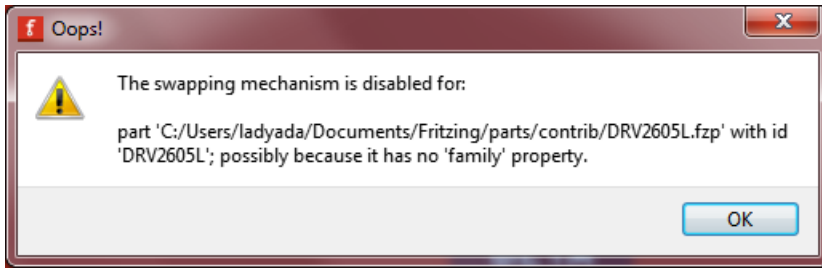 Oops!
The swapping mechanism is disabled for:
part 'C:/Users/ladyada/Documents/Fritzing/parts/contrib/DRV2605L.fzp' with id
'DRV2605L'; possibly because it has no 'family' property.
OK